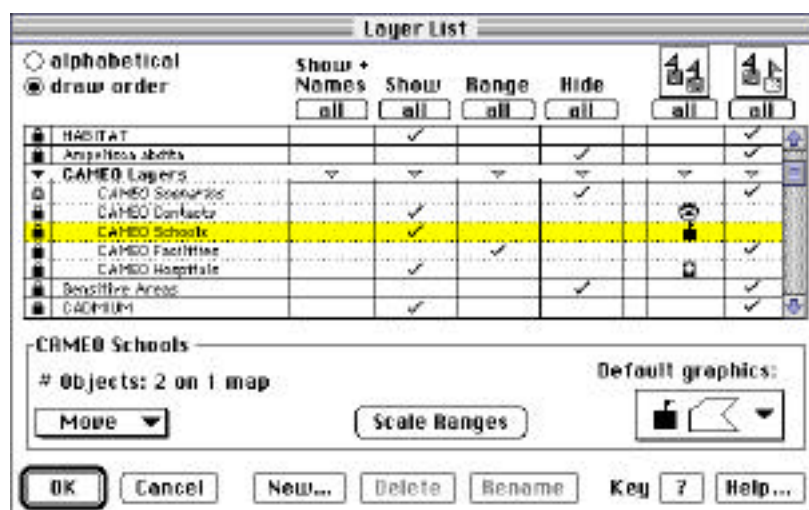 Layer List
alphabetical
draw order
Show + Names Show Range Hide
all all all all all all
HABITAT
Ampelisca abdita
CAMEO Layers
CAMEO Scenarios
CAMEO Contacts
CAMEO Schools
CAMEO Facilities
CAMEO Hospitals
Sensitive Areas
CADMIUM
CAMEO Schools
# Objects: 2 on 1 map
Default graphics:
Move
Scale Ranges
OK Cancel New... Delete Rename Key ? Help...